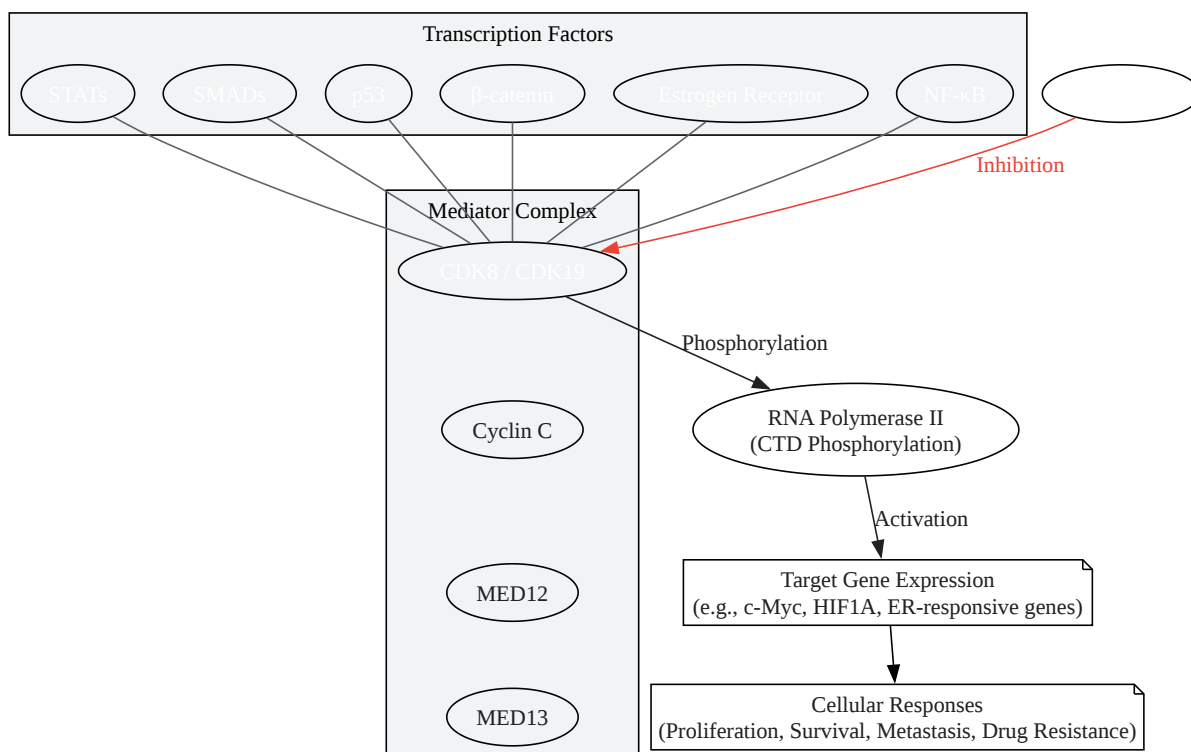 Transcription Factors
STATs
SMADs
p53
β-catenin
Estrogen Receptor
NF-κB
Inhibition
Mediator Complex
CDK8 / CDK19
Phosphorylation
Cyclin C
RNA Polymerase II
(CTD Phosphorylation)
Activation
MED12
Target Gene Expression
(e.g., c-Myc, HIF1A, ER-responsive genes)
MED13
Cellular Responses
(Proliferation, Survival, Metastasis, Drug Resistance)